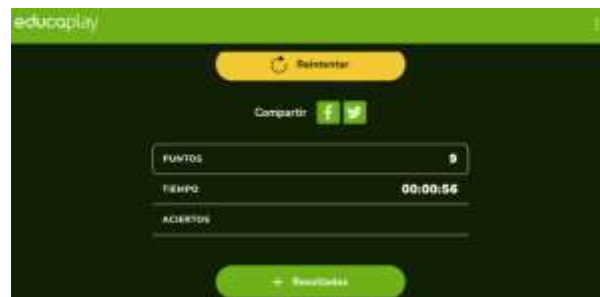 educaplay
Reintentar
Compartir
PUNTOS 9
TIEMPO 00:00:56
ACIERTOS
+ Resultados